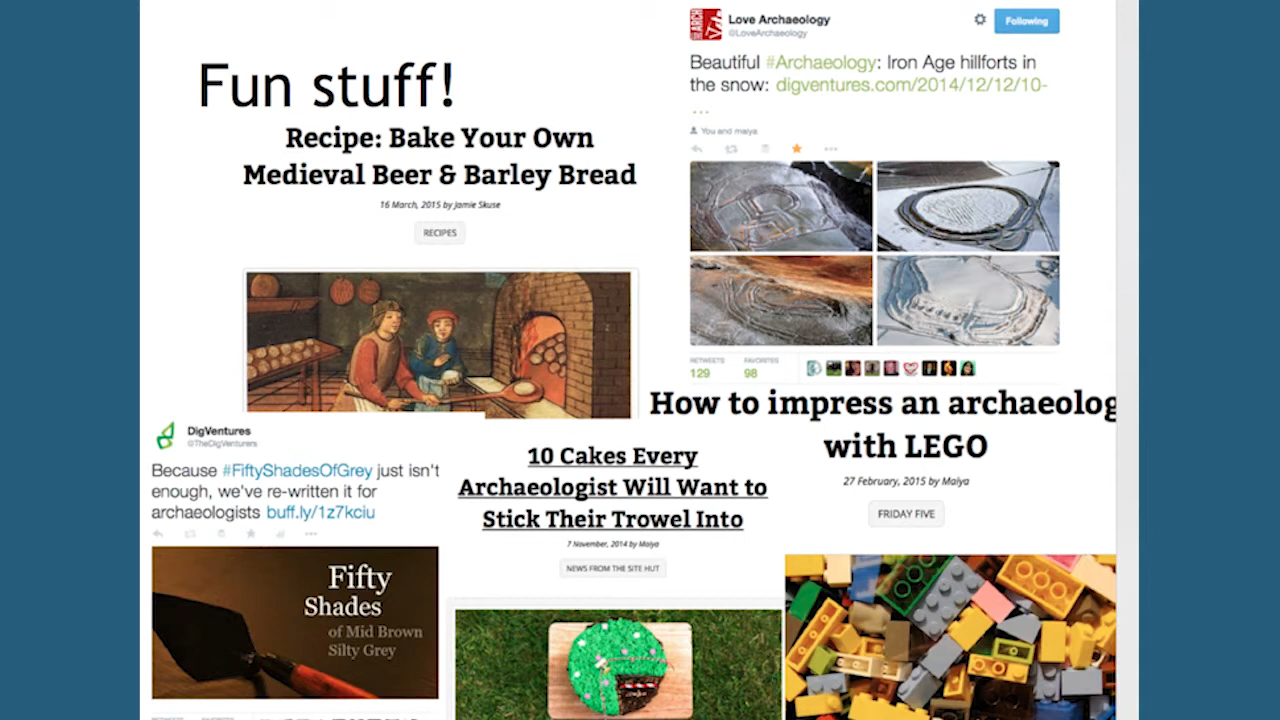 Fun stuff!
Recipe: Bake Your Own
Medieval Beer & Barley Bread
16 March, 2015 by Jamie Skuse
RECIPES
Love Archaeology
@LoveArchaeology
Following
Beautiful #Archaeology: Iron Age hillforts in
the snow: digventures.com/2014/12/12/10-
...
You and maiya
RETWEETS
FAVORITES
129
98
How to impress an archaeolog
with LEGO
27 February, 2015 by Maiya
FRIDAY FIVE
DigVentures
@TheDigVenturers
Because #FiftyShadesOfGrey just isn't
enough, we've re-written it for
archaeologists buff.ly/1z7kciu
Fifty
Shades
of Mid Brown
Silty Grey
10 Cakes Every
Archaeologist Will Want to
Stick Their Trowel Into
7 November, 2014 by Maiya
NEWS FROM THE SITE HUT